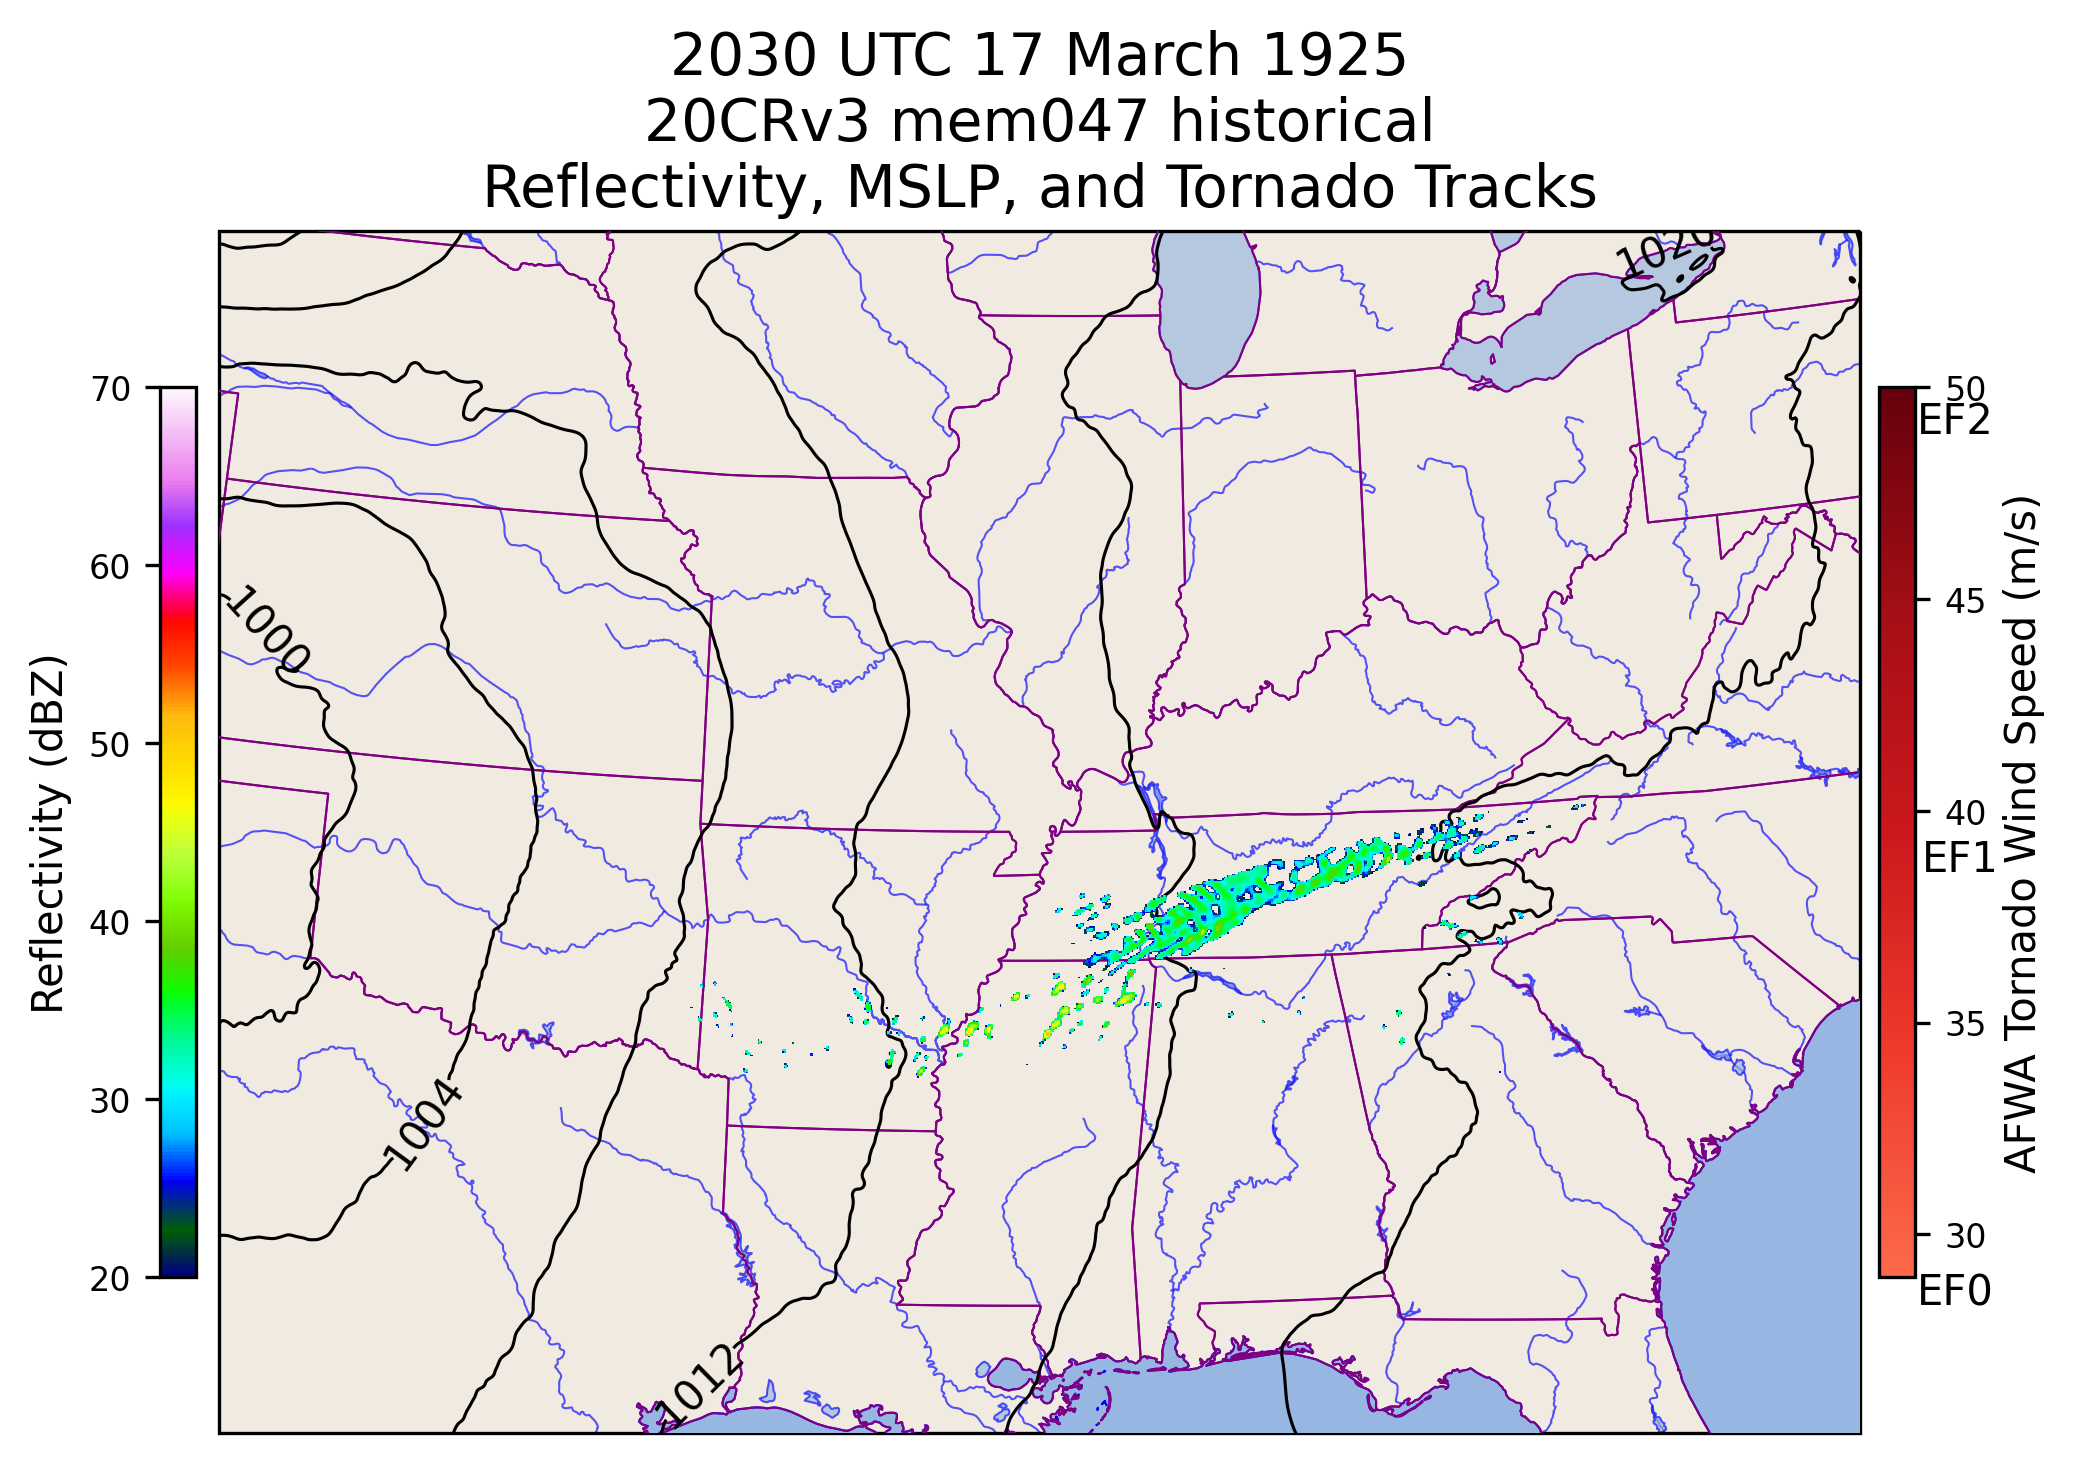 2030 UTC 17 March 1925
20CRv3 mem047 historical
Reflectivity, MSLP, and Tornado Tracks
70
60
50
40
30
20
Reflectivity (dBZ)
1020
1000
1004
1012
50
EF2
45
40
EF1
35
30
EF0
AFWA Tornado Wind Speed (m/s)